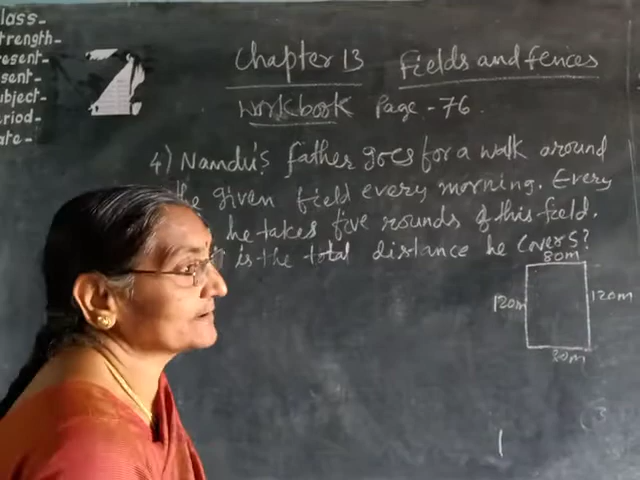 lass-
trength-
resent-
sent-
ubject-
riod-
ate-
Chapter 13 Fields and fences
Workbook Page - 76.
4) Nandu's father goes for a walk around
the given field every morning. Every
he takes five rounds of this field.
is the total distance he covers?
80m
120m 120m
80m